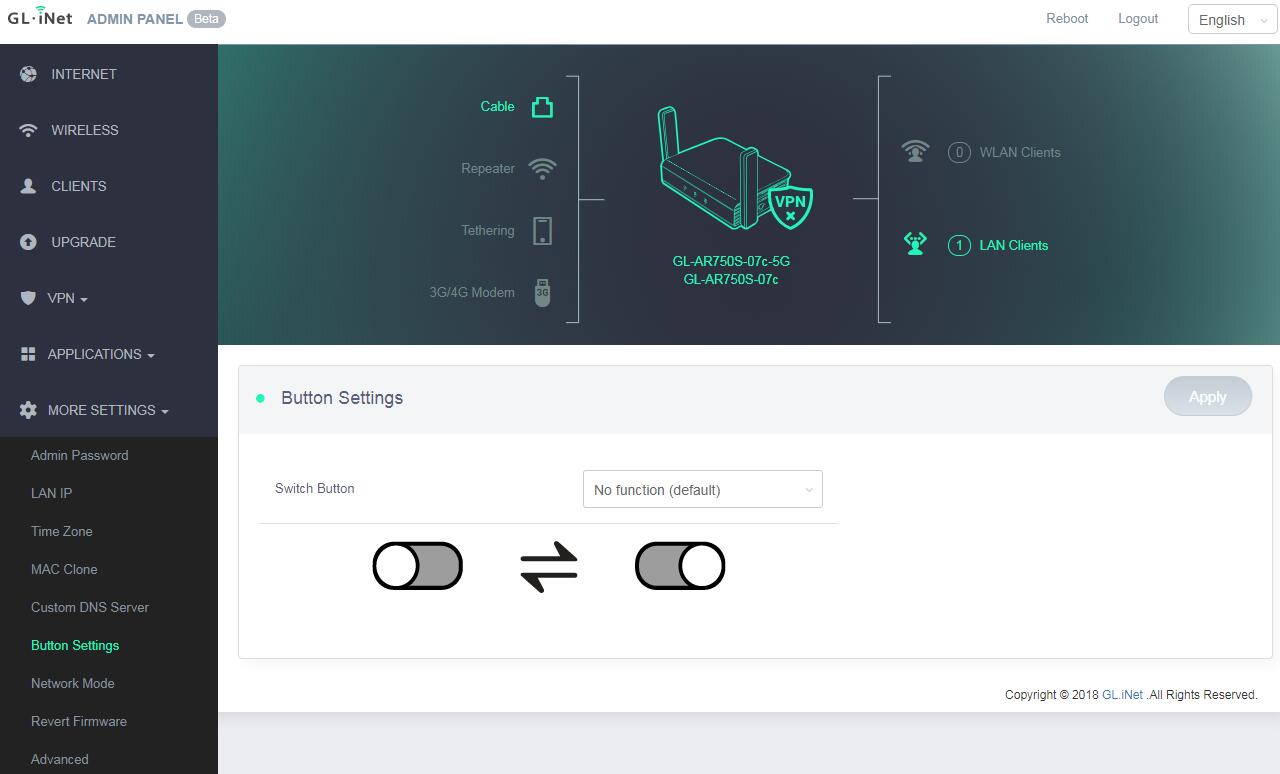 GL·iNet ADMIN PANEL Beta
Reboot
Logout
English
INTERNET
WIRELESS
CLIENTS
UPGRADE
VPN
APPLICATIONS
MORE SETTINGS
Admin Password
LAN IP
Time Zone
MAC Clone
Custom DNS Server
Button Settings
Network Mode
Revert Firmware
Advanced
Cable
Repeater
Tethering
3G/4G Modem
3G
VPN
GL-AR750S-07c-5G
GL-AR750S-07c
0 WLAN Clients
1 LAN Clients
Button Settings
Apply
Switch Button
No function (default)
Copyright © 2018 GL.iNet .All Rights Reserved.